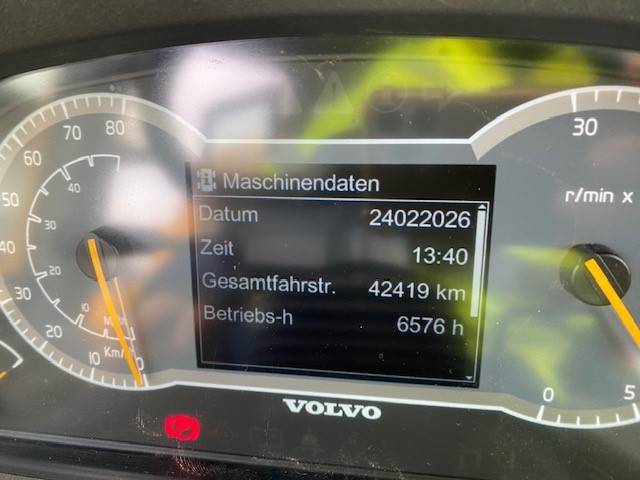 80
70
60
50
40
30
20
10
0
40
30
20
10
Km/
Maschinendaten
Datum 24022026
Zeit 13:40
Gesamtfahrstr. 42419 km
Betriebs-h 6576 h
VOLVO
30
r/min x
0
5